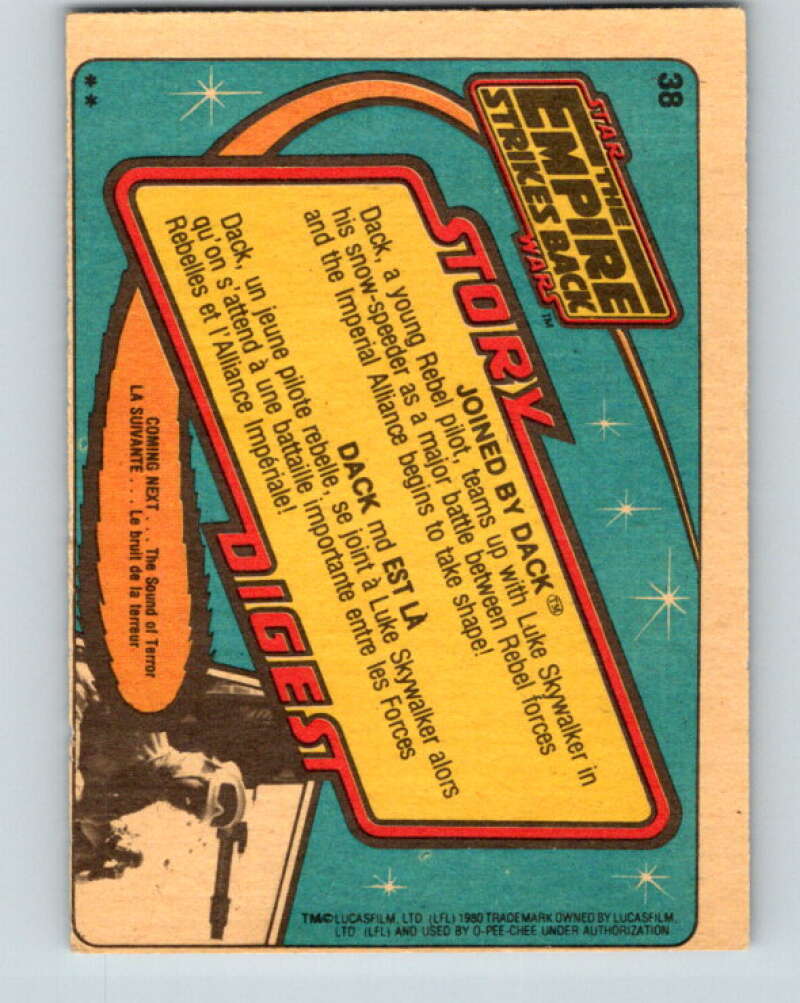 38
STAR
THE
EMPIRE
STRIKES BACK
WARS™
STORY
JOINED BY DACK™
Dack, a young Rebel pilot, teams up with Luke Skywalker in
his snow-speeder as a major battle between Rebel forces
and the Imperial Alliance begins to take shape!
DACK md EST LÀ
Dack, un jeune pilote rebelle, se joint à Luke Skywalker alors
qu'on s'attend à une battaille importante entre les Forces
Rebelles et l'Alliance Impériale!
DIGEST
COMING NEXT . . . The Sound of Terror
LA SUIVANTE . . . Le bruit de la terreur
**
TM©LUCASFILM, LTD (LFL) 1980 TRADEMARK OWNED BY LUCASFILM,
LTD. (LFL) AND USED BY O-PEE-CHEE UNDER AUTHORIZATION